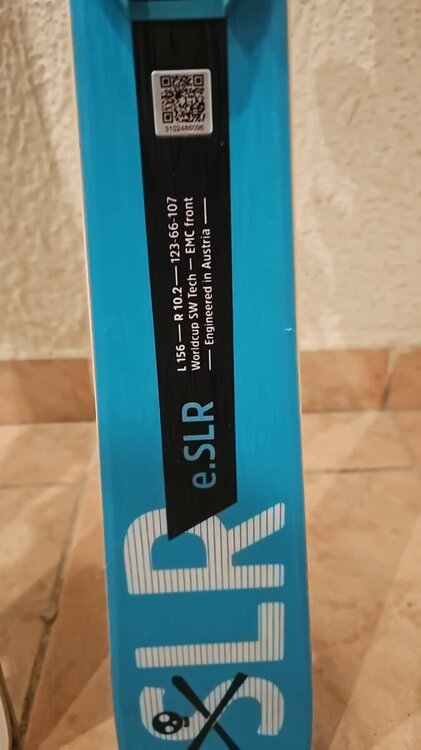 3102486096
L 156 — R 10.2 — 123-66-107
Worldcup SW Tech — EMC front
— Engineered in Austria —
e.SLR
SLR